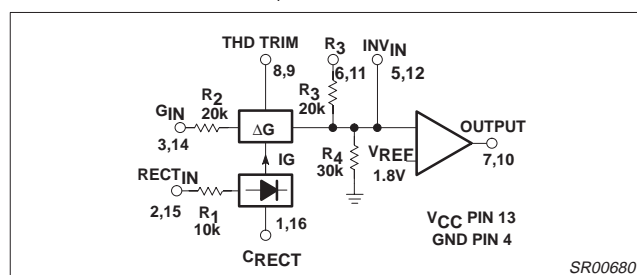 THD TRIM
8,9
R3
6,11
INVIN
5,12
GIN
3,14
R2
20k
ΔG
R3
20k
OUTPUT
7,10
IG
R4
30k
VREF
1.8V
RECTIN
2,15
R1
10k
1,16
CRECT
VCC PIN 13
GND PIN 4
SR00680